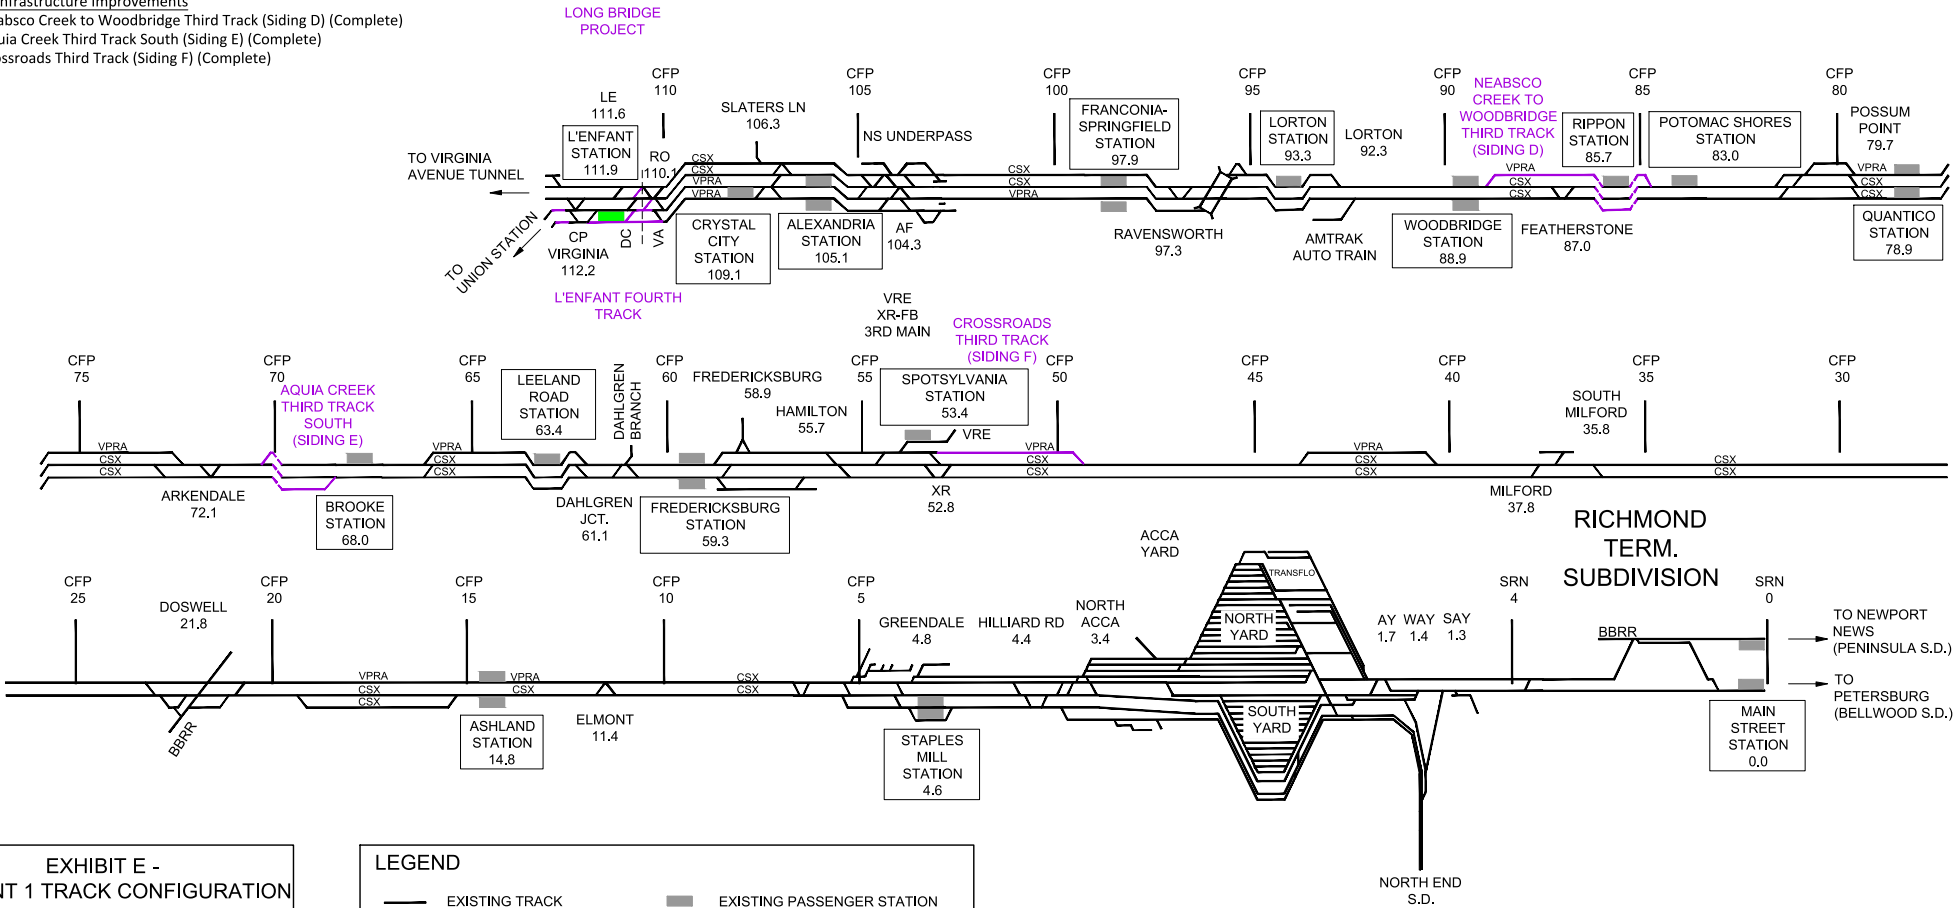 Infrastructure Improvements
Neabsco Creek to Woodbridge Third Track (Siding D) (Complete)
Aquia Creek Third Track South (Siding E) (Complete)
Crossroads Third Track (Siding F) (Complete)
LONG BRIDGE
PROJECT
LE
111.6
L'ENFANT
STATION
111.9
TO VIRGINIA
AVENUE TUNNEL
TO
UNION STATION
CP
VIRGINIA
112.2
DC
VA
RO
110.1
CFP
110
SLATERS LN
106.3
CFP
105
NS UNDERPASS
CSX
CSX
VPRA
VPRA
CRYSTAL
CITY
STATION
109.1
ALEXANDRIA
STATION
105.1
AF
104.3
L'ENFANT FOURTH
TRACK
CFP
100
CSX
CSX
VPRA
FRANCONIA-
SPRINGFIELD
STATION
97.9
RAVENSWORTH
97.3
CFP
95
LORTON
STATION
93.3
LORTON
92.3
AMTRAK
AUTO TRAIN
CFP
90
WOODBRIDGE
STATION
88.9
NEABSCO
CREEK TO
WOODBRIDGE
THIRD TRACK
(SIDING D)
VPRA
CSX
CSX
FEATHERSTONE
87.0
RIPPON
STATION
85.7
CFP
85
POTOMAC SHORES
STATION
83.0
CFP
80
POSSUM
POINT
79.7
VPRA
CSX
CSX
QUANTICO
STATION
78.9
CFP
75
VPRA
CSX
CSX
ARKENDALE
72.1
CFP
70
AQUIA CREEK
THIRD TRACK
SOUTH
(SIDING E)
BROOKE
STATION
68.0
CFP
65
VPRA
CSX
CSX
LEELAND
ROAD
STATION
63.4
DAHLGREN
JCT.
61.1
DAHLGREN
BRANCH
CFP
60
FREDERICKSBURG
STATION
59.3
FREDERICKSBURG
58.9
HAMILTON
55.7
CFP
55
VRE
XR-FB
3RD MAIN
SPOTSYLVANIA
STATION
53.4
VRE
XR
52.8
CROSSROADS
THIRD TRACK
(SIDING F)
CFP
50
VPRA
CSX
CSX
CFP
45
VPRA
CSX
CSX
CFP
40
MILFORD
37.8
SOUTH
MILFORD
35.8
CFP
35
CSX
CSX
CFP
30
CFP
25
DOSWELL
21.8
BBRR
CFP
20
VPRA
CSX
CSX
CFP
15
VPRA
CSX
ASHLAND
STATION
14.8
ELMONT
11.4
CFP
10
CSX
CSX
CFP
5
GREENDALE
4.8
STAPLES
MILL
STATION
4.6
HILLIARD RD
4.4
NORTH
ACCA
3.4
ACCA
YARD
TRANSFLO
NORTH
YARD
SOUTH
YARD
AY
1.7
WAY
1.4
SAY
1.3
NORTH END
S.D.
RICHMOND
TERM.
SUBDIVISION
SRN
4
SRN
0
BBRR
MAIN
STREET
STATION
0.0
TO NEWPORT
NEWS
(PENINSULA S.D.)
TO
PETERSBURG
(BELLWOOD S.D.)
EXHIBIT E -
NT 1 TRACK CONFIGURATION
LEGEND
EXISTING TRACK
EXISTING PASSENGER STATION